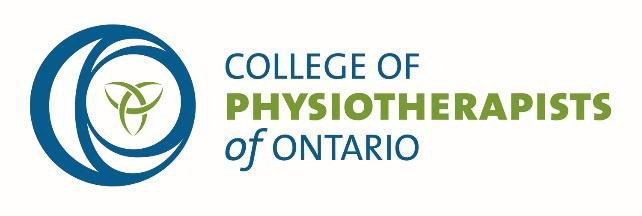 COLLEGE OF
PHYSIOTHERAPISTS
of ONTARIO